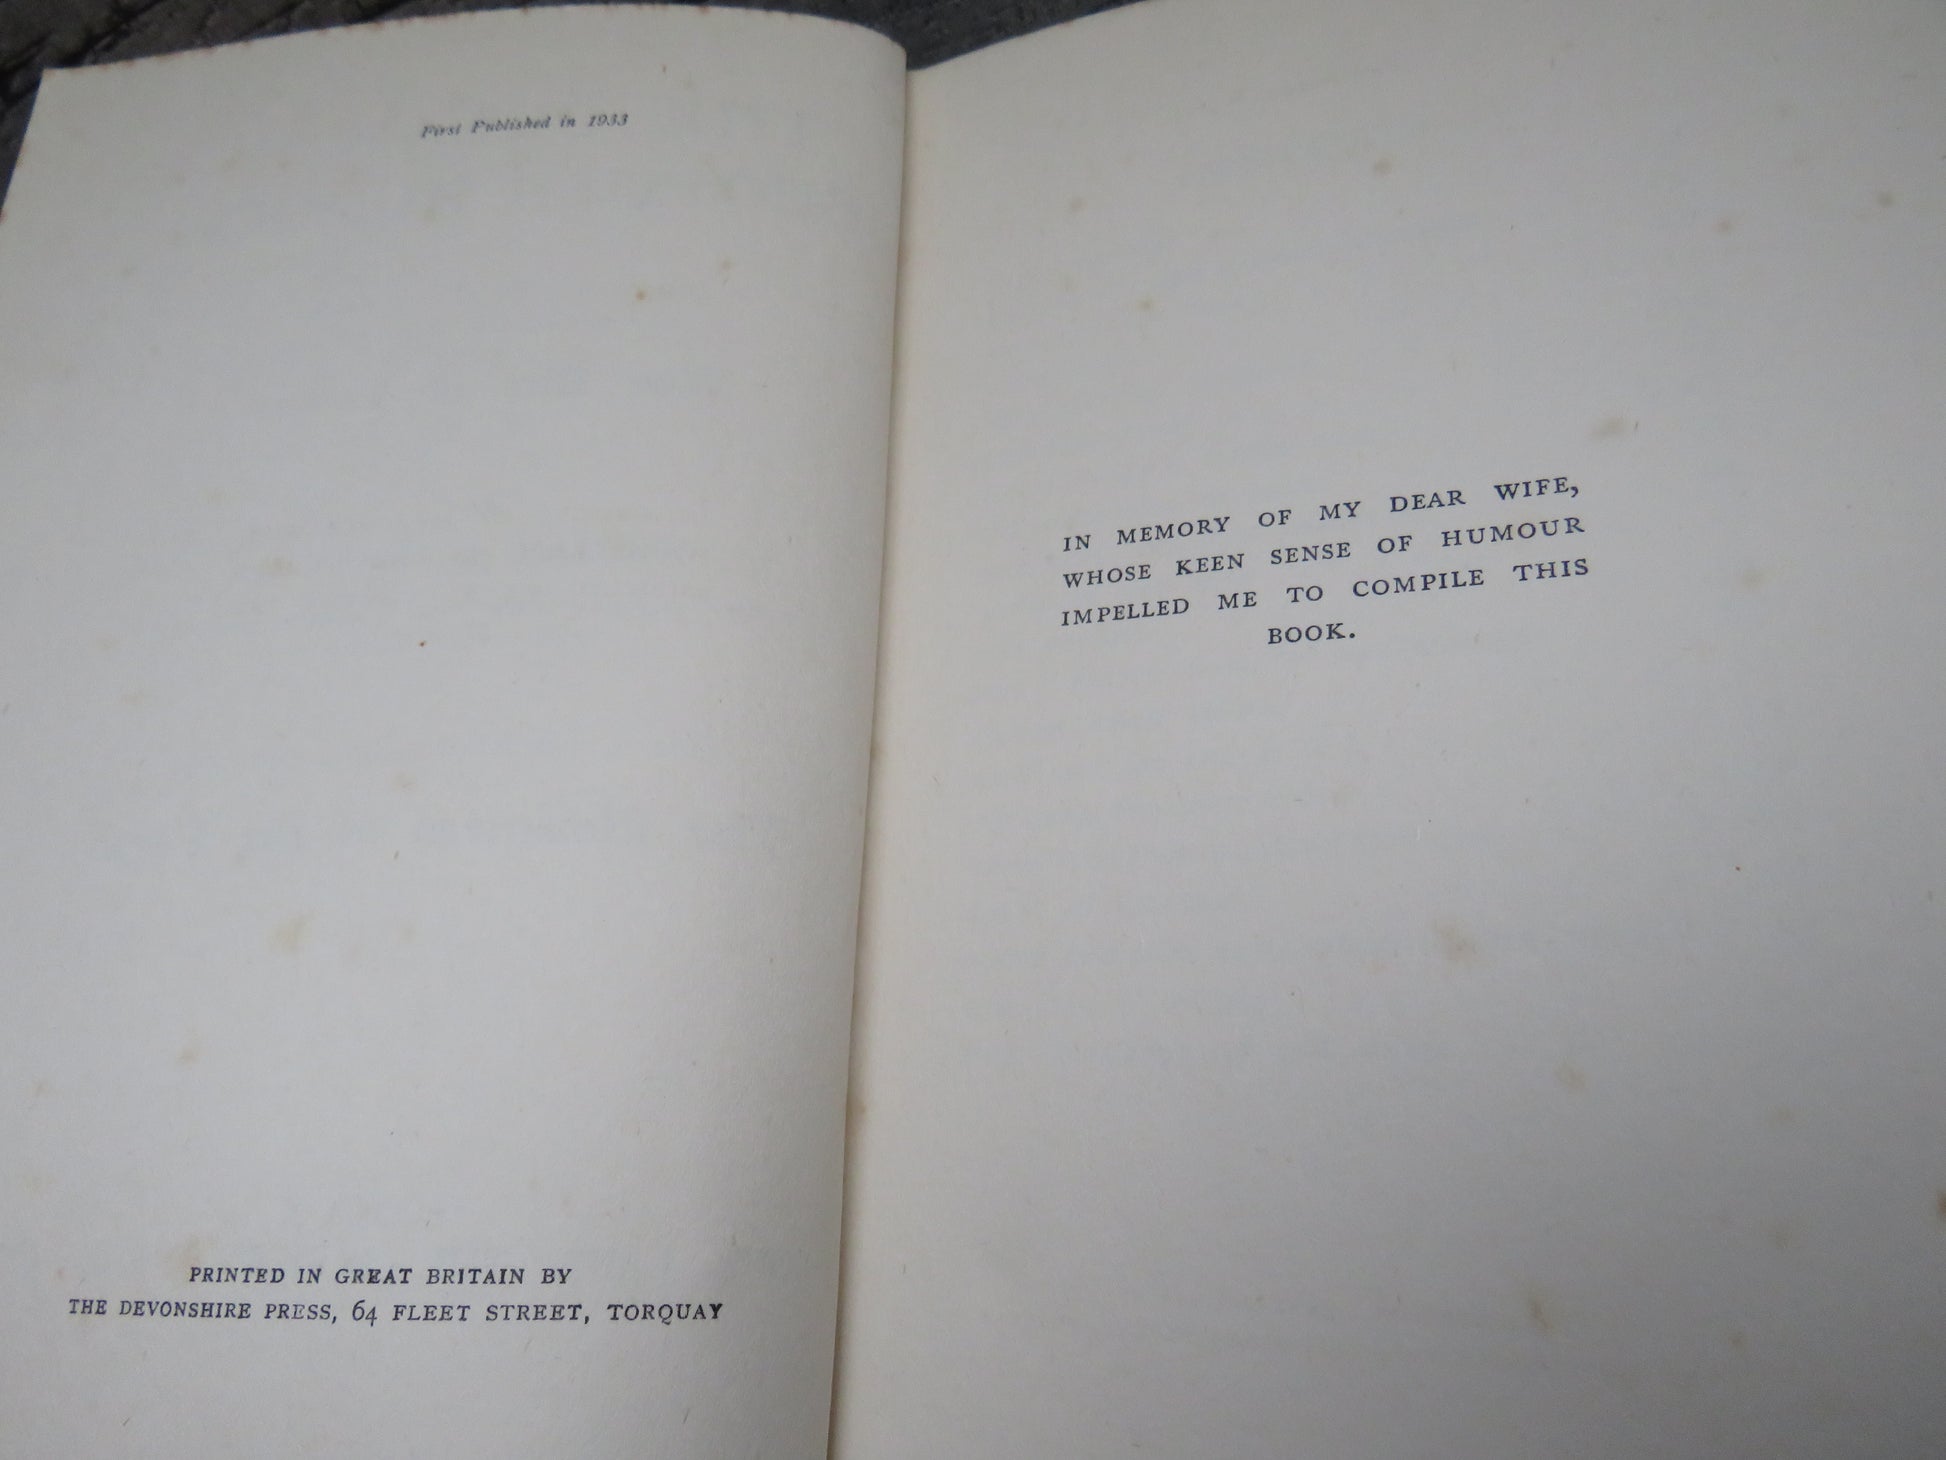 First Published in 1933
PRINTED IN GREAT BRITAIN BY
THE DEVONSHIRE PRESS, 64 FLEET STREET, TORQUAY
IN MEMORY OF MY DEAR WIFE,
WHOSE KEEN SENSE OF HUMOUR
IMPELLED ME TO COMPILE THIS
BOOK.